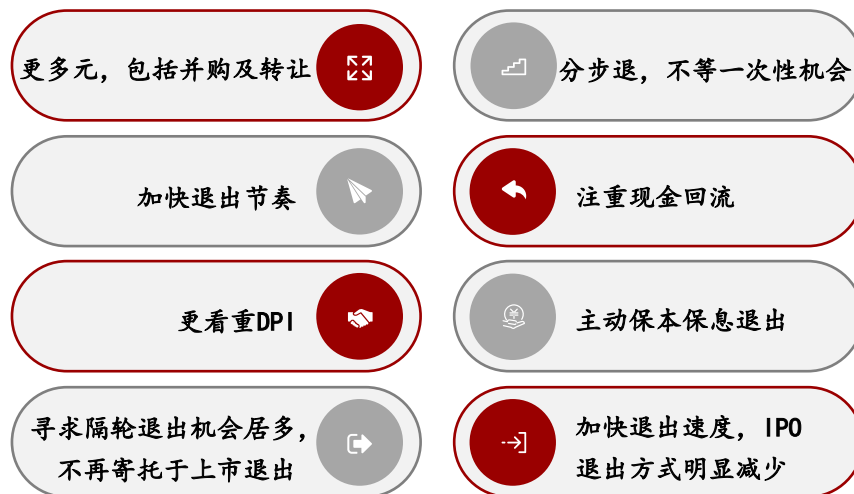 更多元，包括并购及转让
分步退，不等一次性机会
加快退出节奏
注重现金回流
更看重DPI
主动保本保息退出
寻求隔轮退出机会居多，
不再寄托于上市退出
加快退出速度，IPO
退出方式明显减少